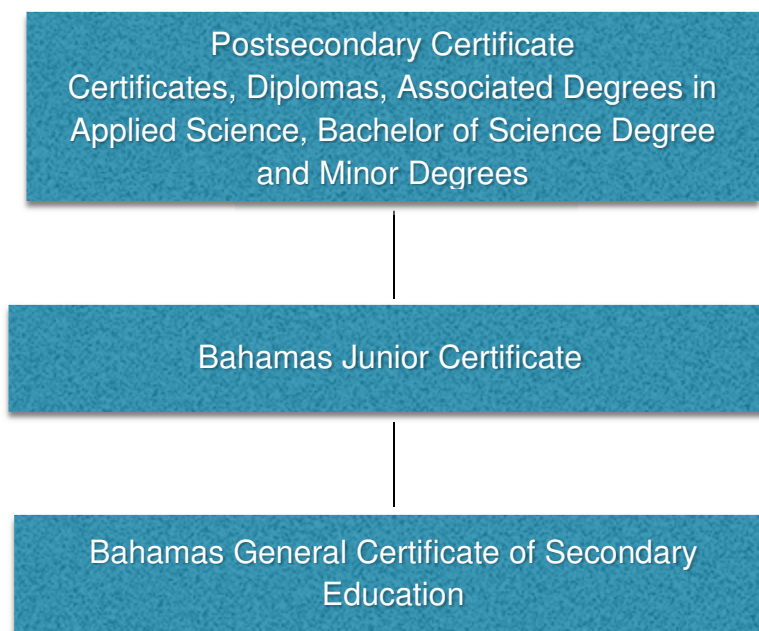 Postsecondary Certificate
Certificates, Diplomas, Associated Degrees in
Applied Science, Bachelor of Science Degree
and Minor Degrees
Bahamas Junior Certificate
Bahamas General Certificate of Secondary
Education